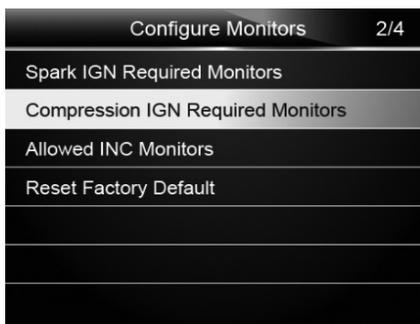 Configure Monitors 2/4
Spark IGN Required Monitors
Compression IGN Required Monitors
Allowed INC Monitors
Reset Factory Default